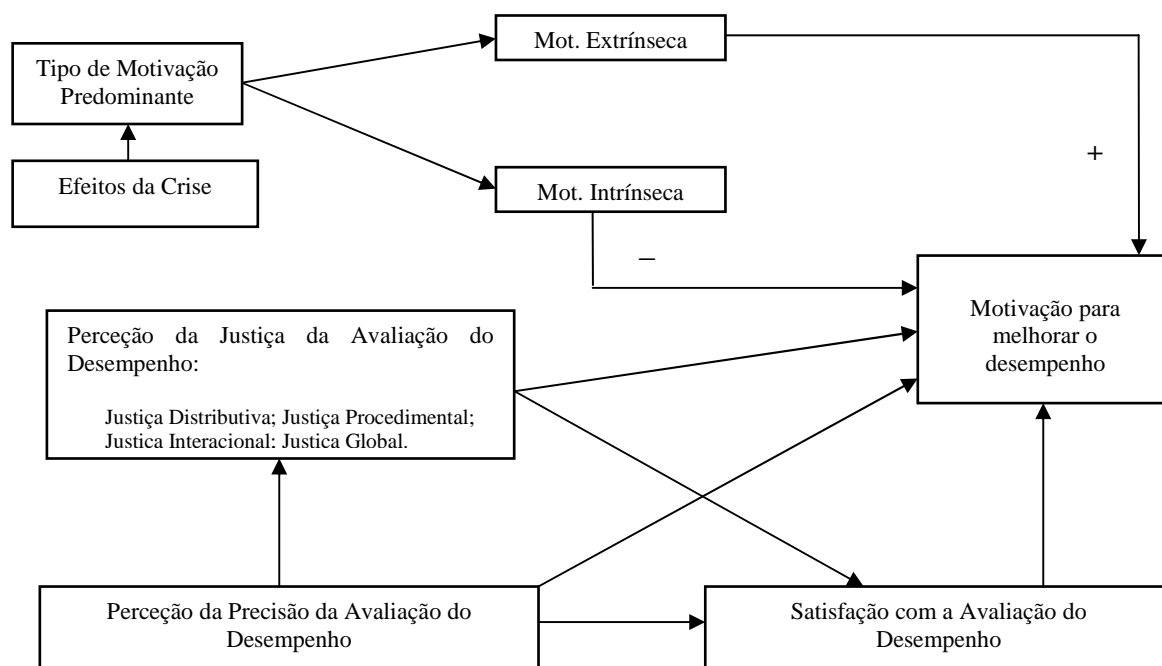 Mot. Extrínseca
Tipo de Motivação
Predominante
+
Efeitos da Crise
Mot. Intrínseca
–
Motivação para
melhorar o
desempenho
Perceção da Justiça da Avaliação do
Desempenho:
Justiça Distributiva; Justiça Procedimental;
Justica Interacional: Justica Global.
Perceção da Precisão da Avaliação do
Desempenho
Satisfação com a Avaliação do
Desempenho